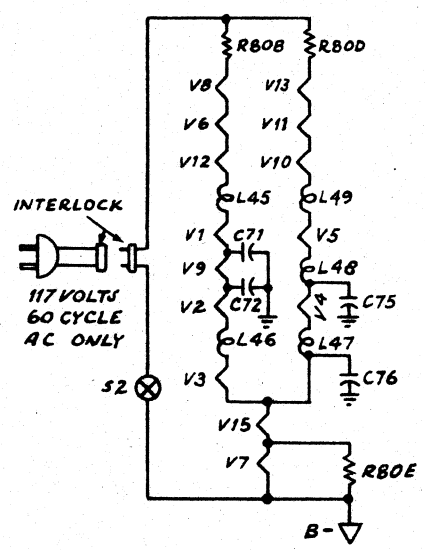 R80B
R80D
V8
V13
V6
V11
V12
V10
L45
L49
INTERLOCK
V1
C71
V5
V9
L48
117 VOLTS
60 CYCLE
AC ONLY
V2
C72
V4
C75
L46
L47
S2
V3
C76
V15
V7
R80E
B-